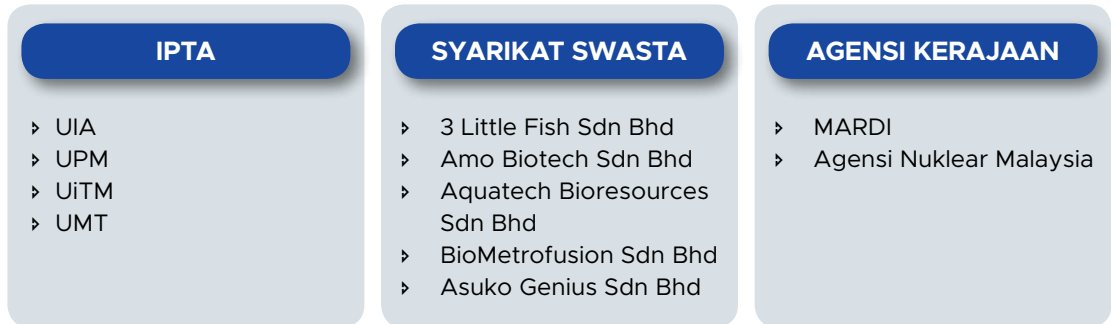 IPTA
UIA
UPM
UiTM
UMT
SYARIKAT SWASTA
3 Little Fish Sdn Bhd
Amo Biotech Sdn Bhd
Aquatech Bioresources
Sdn Bhd
BioMetrofusion Sdn Bhd
Asuko Genius Sdn Bhd
AGENSI KERAJAAN
MARDI
Agensi Nuklear Malaysia